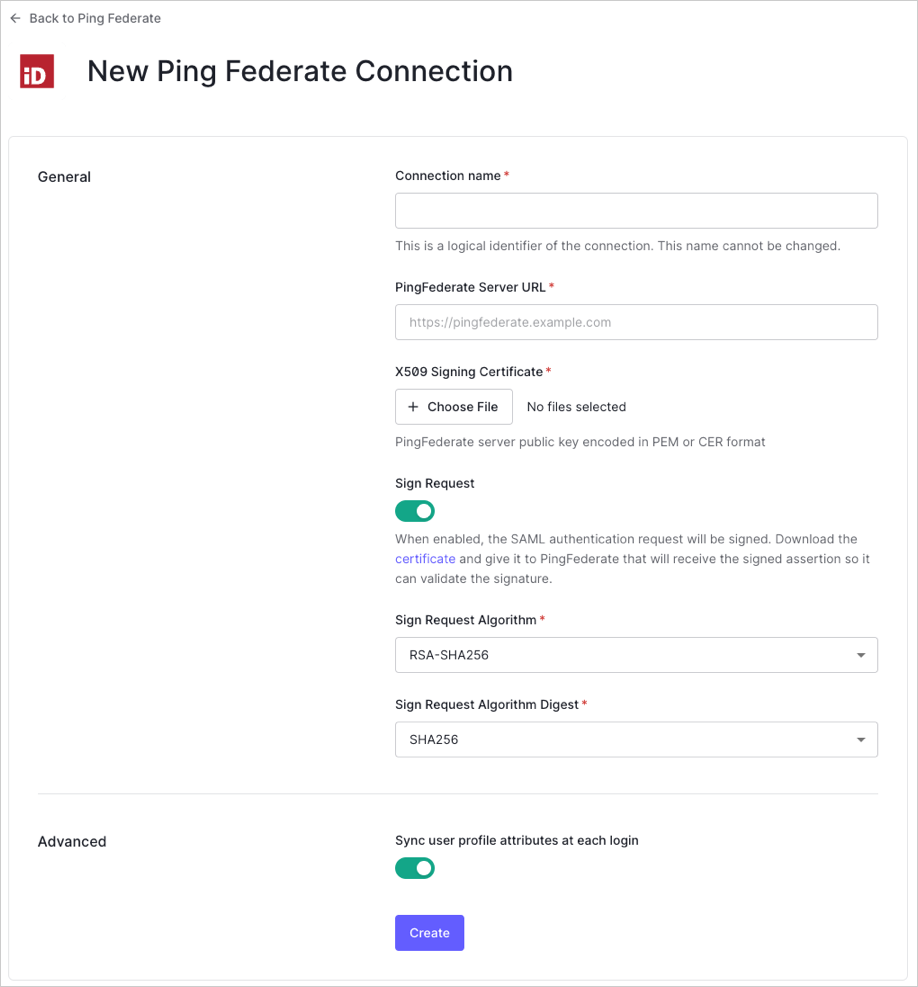 Back to Ping Federate
iD
New Ping Federate Connection
General
Connection name *
This is a logical identifier of the connection. This name cannot be changed.
PingFederate Server URL *
https://pingfederate.example.com
X509 Signing Certificate *
+ Choose File No files selected
PingFederate server public key encoded in PEM or CER format
Sign Request
When enabled, the SAML authentication request will be signed. Download the
certificate and give it to PingFederate that will receive the signed assertion so it
can validate the signature.
Sign Request Algorithm *
RSA-SHA256
Sign Request Algorithm Digest *
SHA256
Advanced
Sync user profile attributes at each login
Create